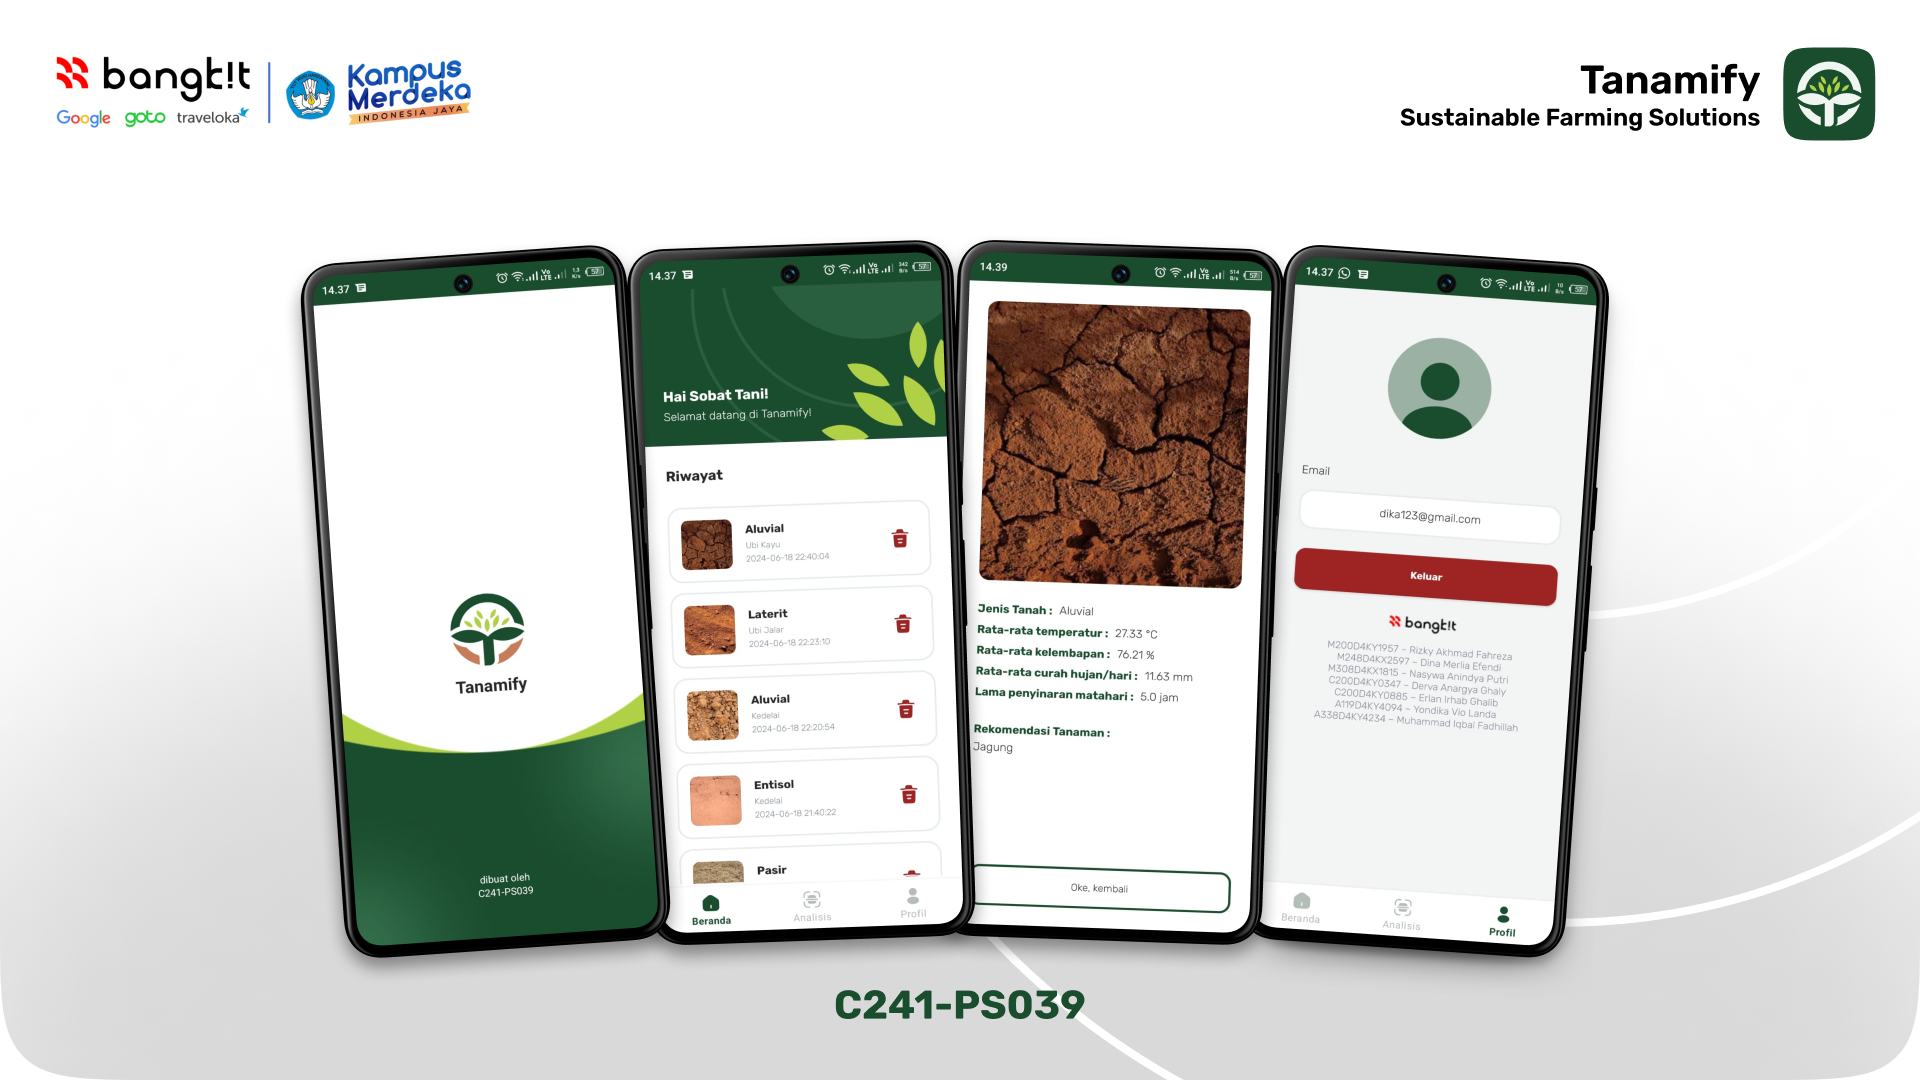 bangk!t
Google goto traveloka
Kampus
Merdeka
INDONESIA JAYA
Tanamify
Sustainable Farming Solutions
14.37
Tanamify
dibuat oleh
C241-PS039
14.37
Hai Sobat Tani!
Selamat datang di Tanamify!
Riwayat
Aluvial
Ubi Kayu
2024-06-18 22:40:04
Laterit
Ubi Jalar
2024-06-18 22:23:10
Aluvial
Kedelai
2024-06-18 22:20:54
Entisol
Kedelai
2024-06-18 21:40:22
Pasir
Beranda Analisis Profil
14.39
Jenis Tanah : Aluvial
Rata-rata temperatur : 27.33 °C
Rata-rata kelembapan : 76.21 %
Rata-rata curah hujan/hari : 11.63 mm
Lama penyinaran matahari : 5.0 jam
Rekomendasi Tanaman :
Jagung
Oke, kembali
14.37
Email
dika123@gmail.com
Keluar
bangk!t
M200D4KY1957 – Rizky Akhmad Fahreza
M248D4KX2597 – Dina Merlia Efendi
M308D4KX1815 – Nasywa Anindya Putri
C200D4KY0347 – Derva Anargya Ghaly
C200D4KY0885 – Erlan Irhab Ghalib
A119D4KY4094 – Yondika Vio Landa
A338D4KY4234 – Muhammad Iqbal Fadhillah
Beranda Analisis Profil
C241-PS039